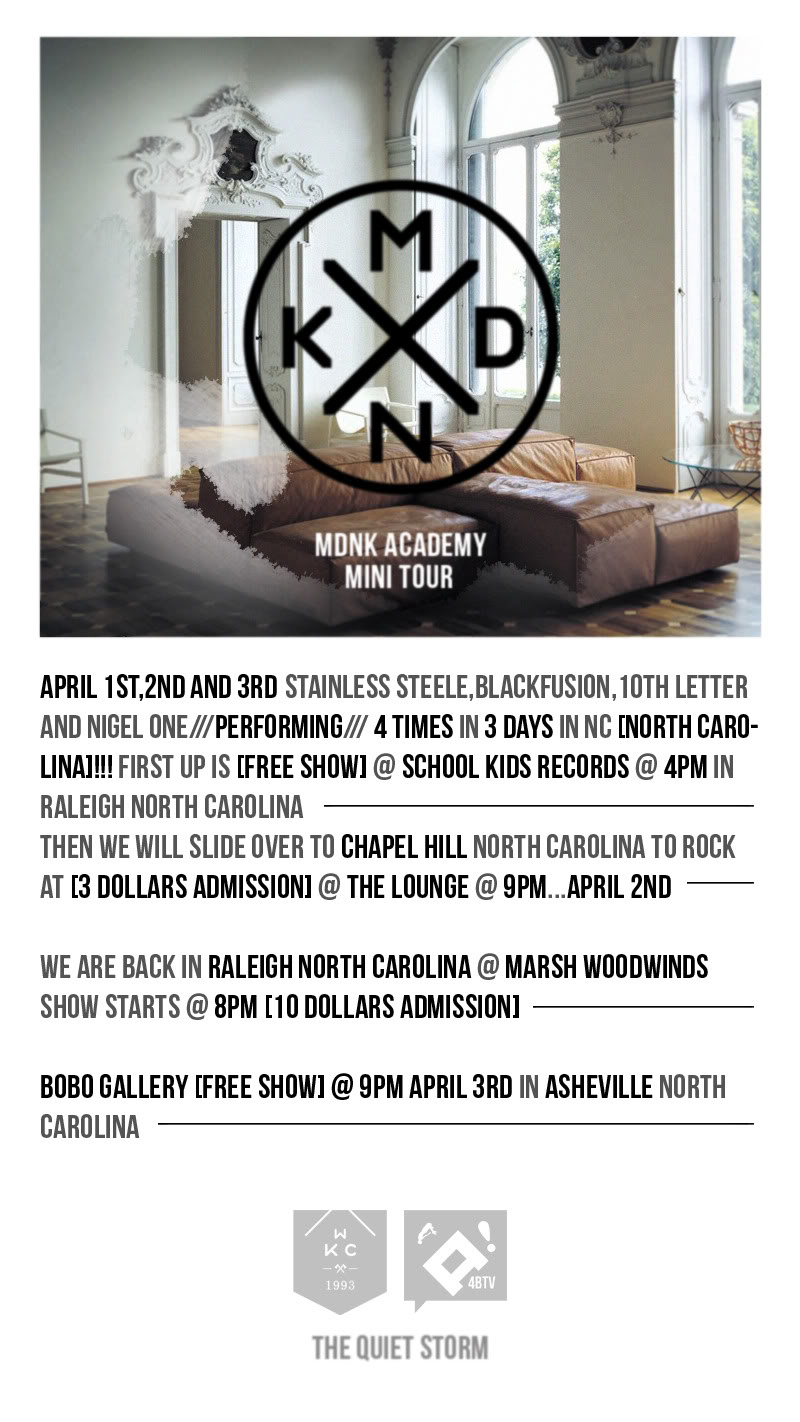 M
K D
N
MDNK ACADEMY
MINI TOUR
APRIL 1ST,2ND AND 3RD STAINLESS STEELE,BLACKFUSION,10TH LETTER
AND NIGEL ONE///PERFORMING/// 4 TIMES IN 3 DAYS IN NC [NORTH CARO-
LINA]!!! FIRST UP IS [FREE SHOW] @ SCHOOL KIDS RECORDS @ 4PM IN
RALEIGH NORTH CAROLINA
THEN WE WILL SLIDE OVER TO CHAPEL HILL NORTH CAROLINA TO ROCK
AT [3 DOLLARS ADMISSION] @ THE LOUNGE @ 9PM...APRIL 2ND
WE ARE BACK IN RALEIGH NORTH CAROLINA @ MARSH WOODWINDS
SHOW STARTS @ 8PM [10 DOLLARS ADMISSION]
BOBO GALLERY [FREE SHOW] @ 9PM APRIL 3RD IN ASHEVILLE NORTH
CAROLINA
W
K C
1993
4BTV
THE QUIET STORM